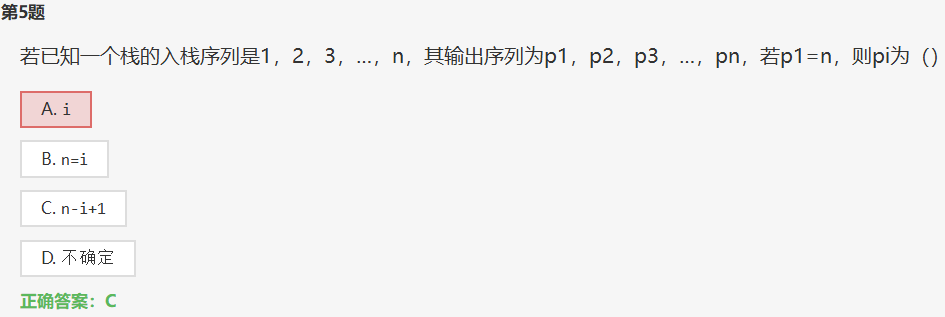 第5题
若已知一个栈的入栈序列是1，2，3，…，n，其输出序列为p1，p2，p3，…，pn，若p1=n，则pi为（）
A. i
B. n=i
C. n-i+1
D. 不确定
正确答案：C